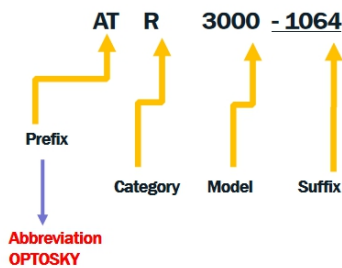 AT R 3000 - 1064
Prefix
Category Model Suffix
Abbreviation
OPTOSKY